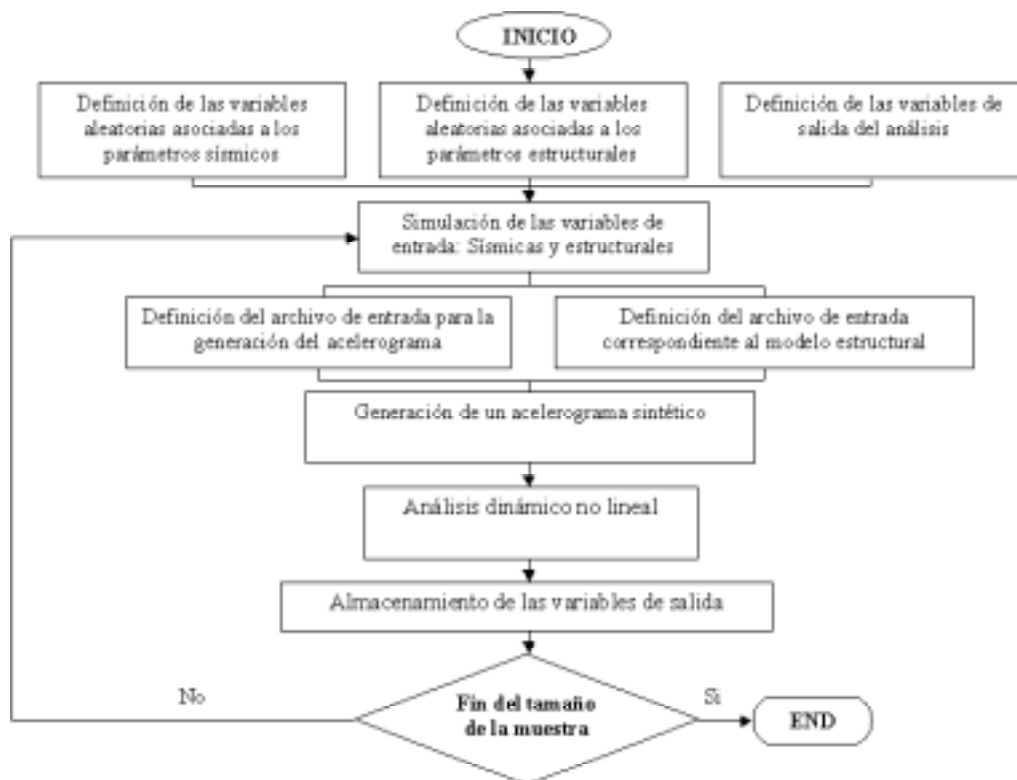 INICIO
Definición de las variables
aleatorias asociadas a los
parámetros sísmicos
Definición de las variables
aleatorias asociadas a los
parámetros estructurales
Definición de las variables de
salida del análisis
Simulación de las variables de
entrada: Sísmicas y estructurales
Definición del archivo de entrada para la
generación del acelerograma
Definición del archivo de entrada
correspondiente al modelo estructural
Generación de un acelerograma sintético
Análisis dinámico no lineal
Almacenamiento de las variables de salida
No
Fin del tamaño
de la muestra
Si
END